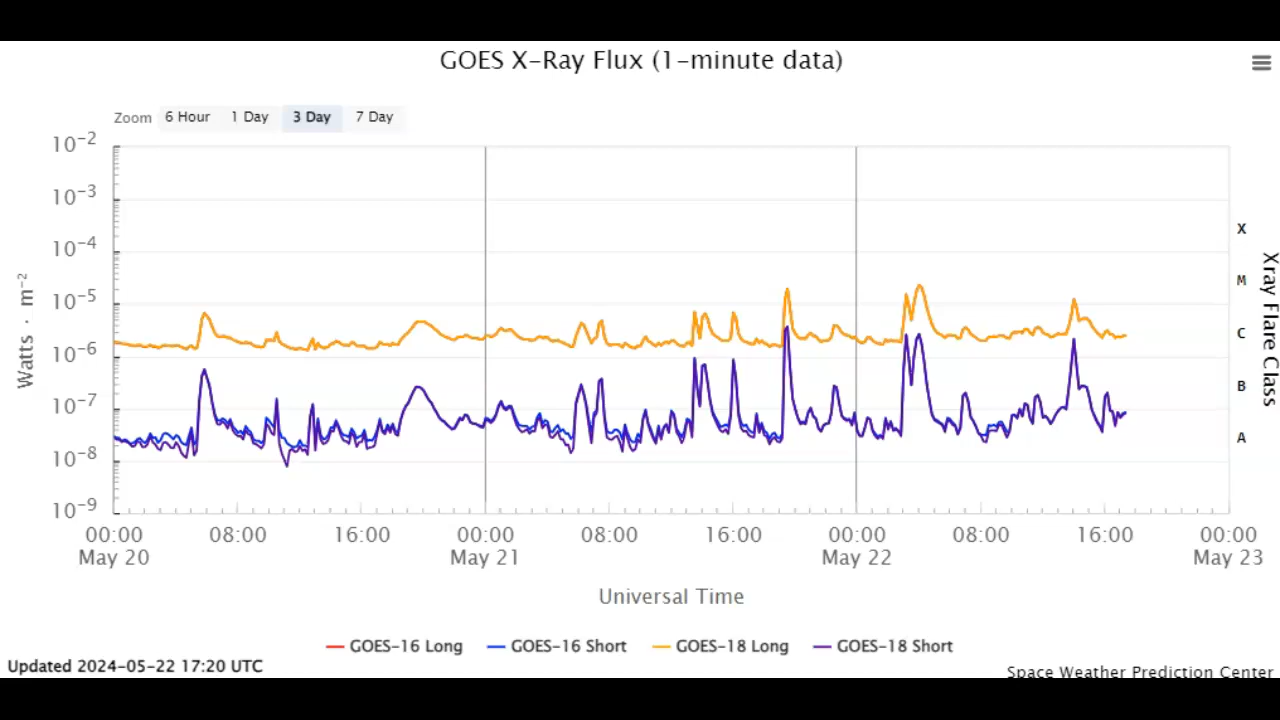 GOES X-Ray Flux (1-minute data)
Zoom 6 Hour 1 Day 3 Day 7 Day
10⁻²
10⁻³
10⁻⁴
10⁻⁵
10⁻⁶
10⁻⁷
10⁻⁸
10⁻⁹
Watts · m⁻²
X
M
C
B
A
Xray Flare Class
00:00 08:00 16:00 00:00 08:00 16:00 00:00 08:00 16:00 00:00
May 20 May 21 May 22 May 23
Universal Time
GOES-16 Long GOES-16 Short GOES-18 Long GOES-18 Short
Updated 2024-05-22 17:20 UTC
Space Weather Prediction Center